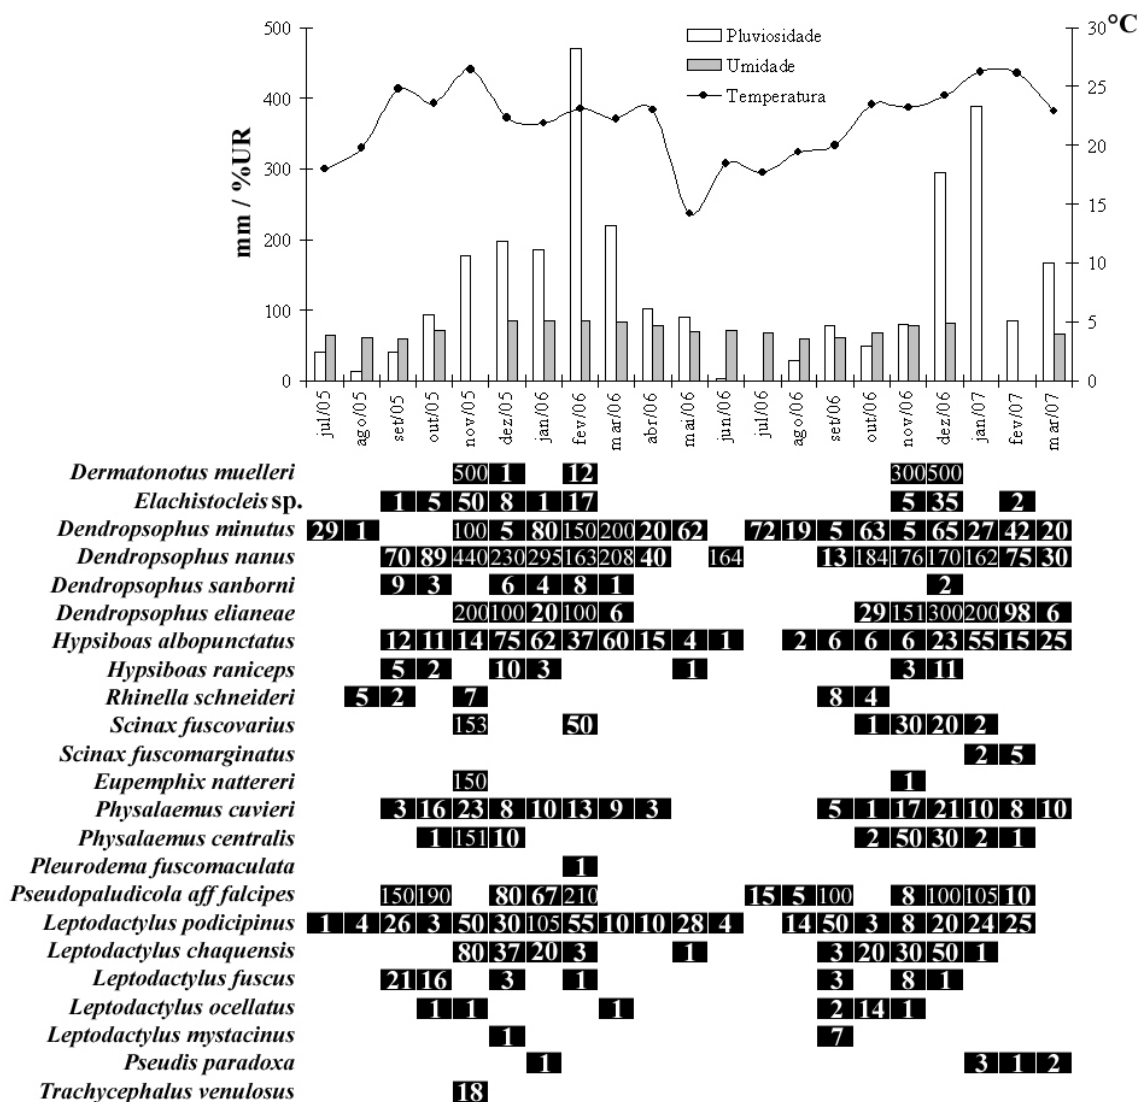 500
400
300
200
100
0
mm / %UR
Pluviosidade
Umidade
Temperatura
30°C
25
20
15
10
5
0
jul/05 ago/05 set/05 out/05 nov/05 dez/05 jan/06 fev/06 mar/06 abr/06 mai/06 jun/06 jul/06 ago/06 set/06 out/06 nov/06 dez/06 jan/07 fev/07 mar/07
Dermatonotus muelleri 500 1 12 300 500
Elachistocleis sp. 1 5 50 8 1 17 5 35 2
Dendropsophus minutus 29 1 100 5 80 150 200 20 62 72 19 5 63 5 65 27 42 20
Dendropsophus nanus 70 89 440 230 295 163 208 40 164 13 184 176 170 162 75 30
Dendropsophus sanborni 9 3 6 4 8 1 2
Dendropsophus elianeae 200 100 20 100 6 29 151 300 200 98 6
Hypsiboas albopunctatus 12 11 14 75 62 37 60 15 4 1 2 6 6 6 23 55 15 25
Hypsiboas raniceps 5 2 10 3 1 3 11
Rhinella schneideri 5 2 7 8 4
Scinax fuscovarius 153 50 1 30 20 2
Scinax fuscomarginatus 2 5
Eupemphix nattereri 150 1
Physalaemus cuvieri 3 16 23 8 10 13 9 3 5 1 17 21 10 8 10
Physalaemus centralis 1 151 10 2 50 30 2 1
Pleurodema fuscomaculata 1
Pseudopaludicola aff falcipes 150 190 80 67 210 15 5 100 8 100 105 10
Leptodactylus podicipinus 1 4 26 3 50 30 105 55 10 10 28 4 14 50 3 8 20 24 25
Leptodactylus chaquensis 80 37 20 3 1 3 20 30 50 1
Leptodactylus fuscus 21 16 3 1 3 8 1
Leptodactylus ocellatus 1 1 1 2 14 1
Leptodactylus mystacinus 1 7
Pseudis paradoxa 1 3 1 2
Trachycephalus venulosus 18